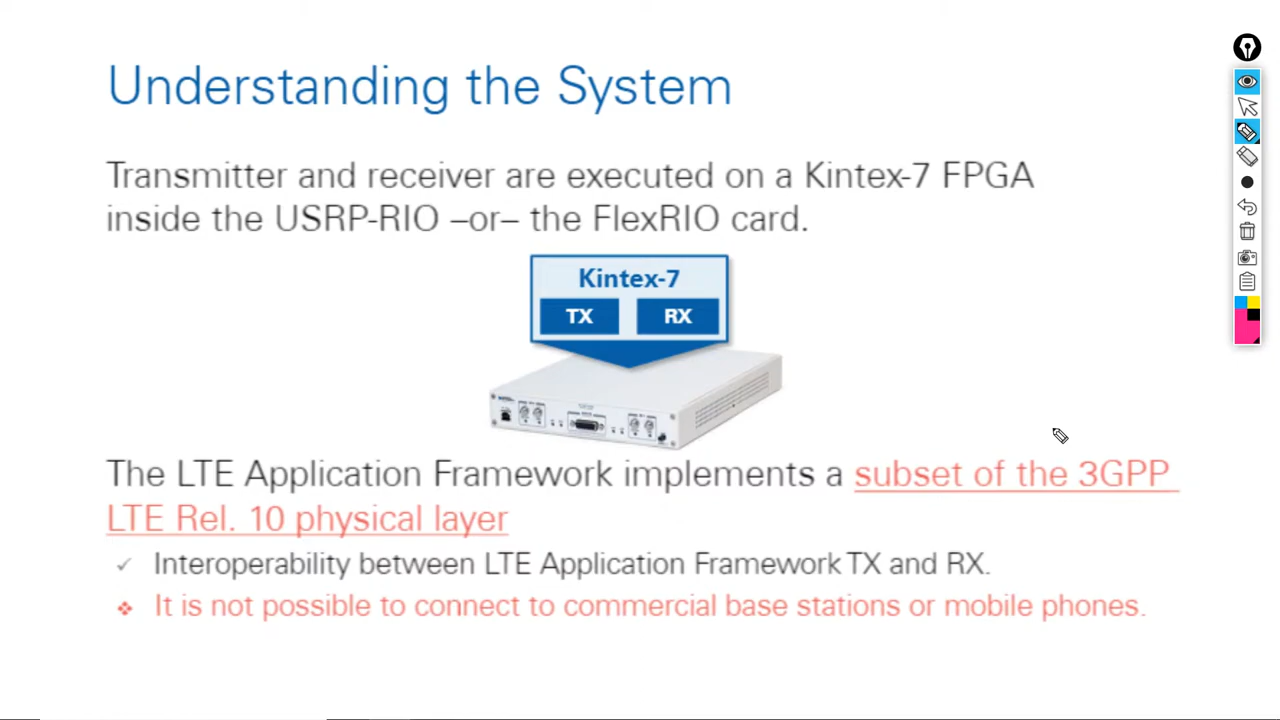 Understanding the System
Transmitter and receiver are executed on a Kintex-7 FPGA
inside the USRP-RIO –or– the FlexRIO card.
Kintex-7
TX RX
The LTE Application Framework implements a subset of the 3GPP
LTE Rel. 10 physical layer
✓ Interoperability between LTE Application Framework TX and RX.
❖ It is not possible to connect to commercial base stations or mobile phones.